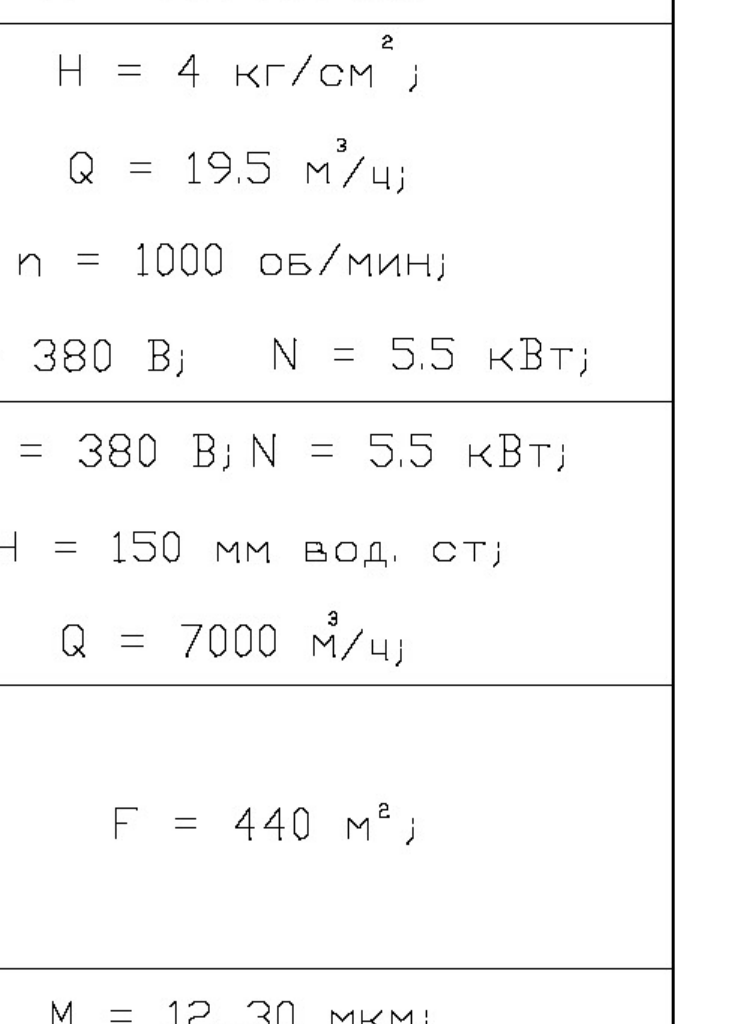 H = 4 кг/см²;
Q = 19.5 м³/ч;
n = 1000 об/мин;
380 В; N = 5.5 кВт;
= 380 В; N = 5.5 кВт;
H = 150 мм вод. ст;
Q = 7000 м³/ч;
F = 440 м²;
М = 12 30 мкм;